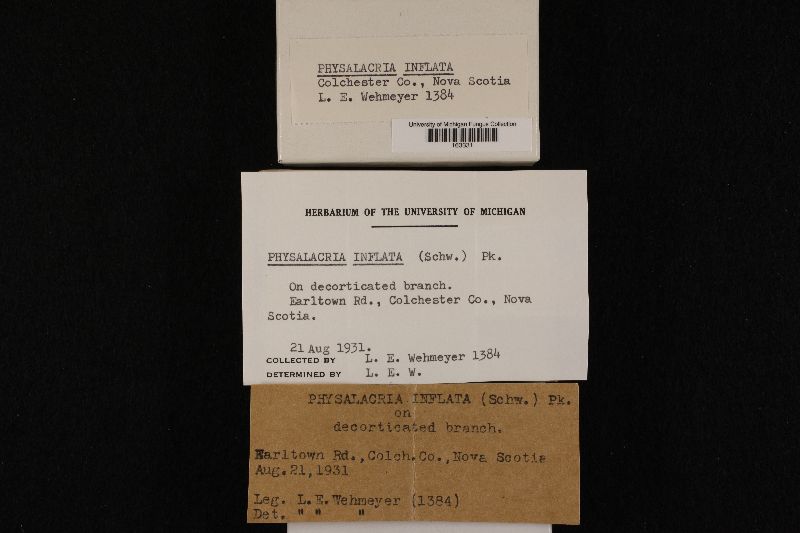 PHYSALACRIA INFLATA
Colchester Co., Nova Scotia
L. E. Wehmeyer 1384
University of Michigan Fungus Collection
163331
HERBARIUM OF THE UNIVERSITY OF MICHIGAN
PHYSALACRIA INFLATA (Schw.) Pk.
On decorticated branch.
Earltown Rd., Colchester Co., Nova
Scotia.
21 Aug 1931.
COLLECTED BY L. E. Wehmeyer 1384
DETERMINED BY L. E. W.
PHYSALACRIA INFLATA (Schw.) Pk.
on
decorticated branch.
Earltown Rd.,Colch.Co.,Nova Scotia
Aug.21,1931
Leg. L.E.Wehmeyer (1384)
Det. " " "